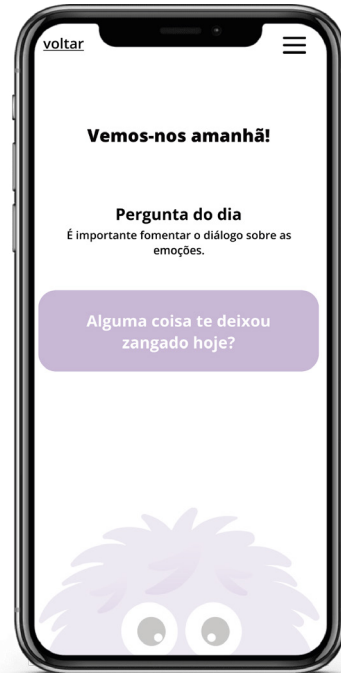 voltar
Vemos-nos amanhã!
Pergunta do dia
É importante fomentar o diálogo sobre as
emoções.
Alguma coisa te deixou
zangado hoje?